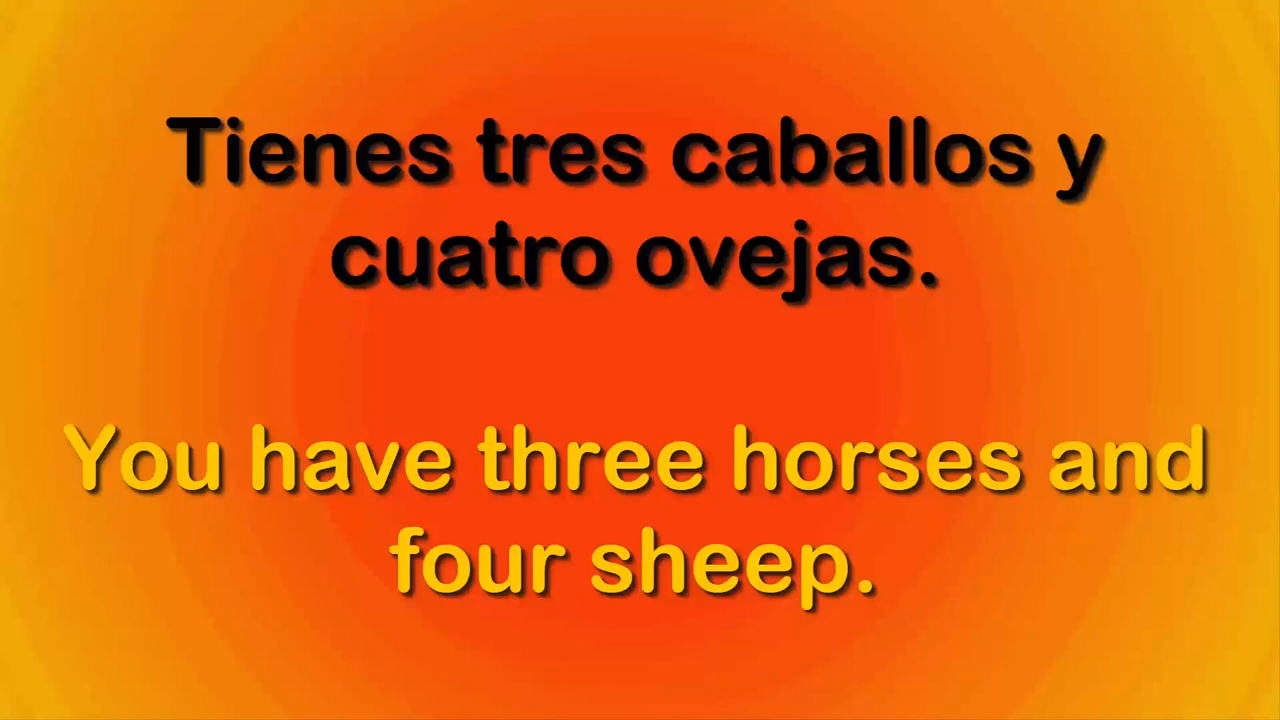 Tienes tres caballos y
cuatro ovejas.
You have three horses and
four sheep.